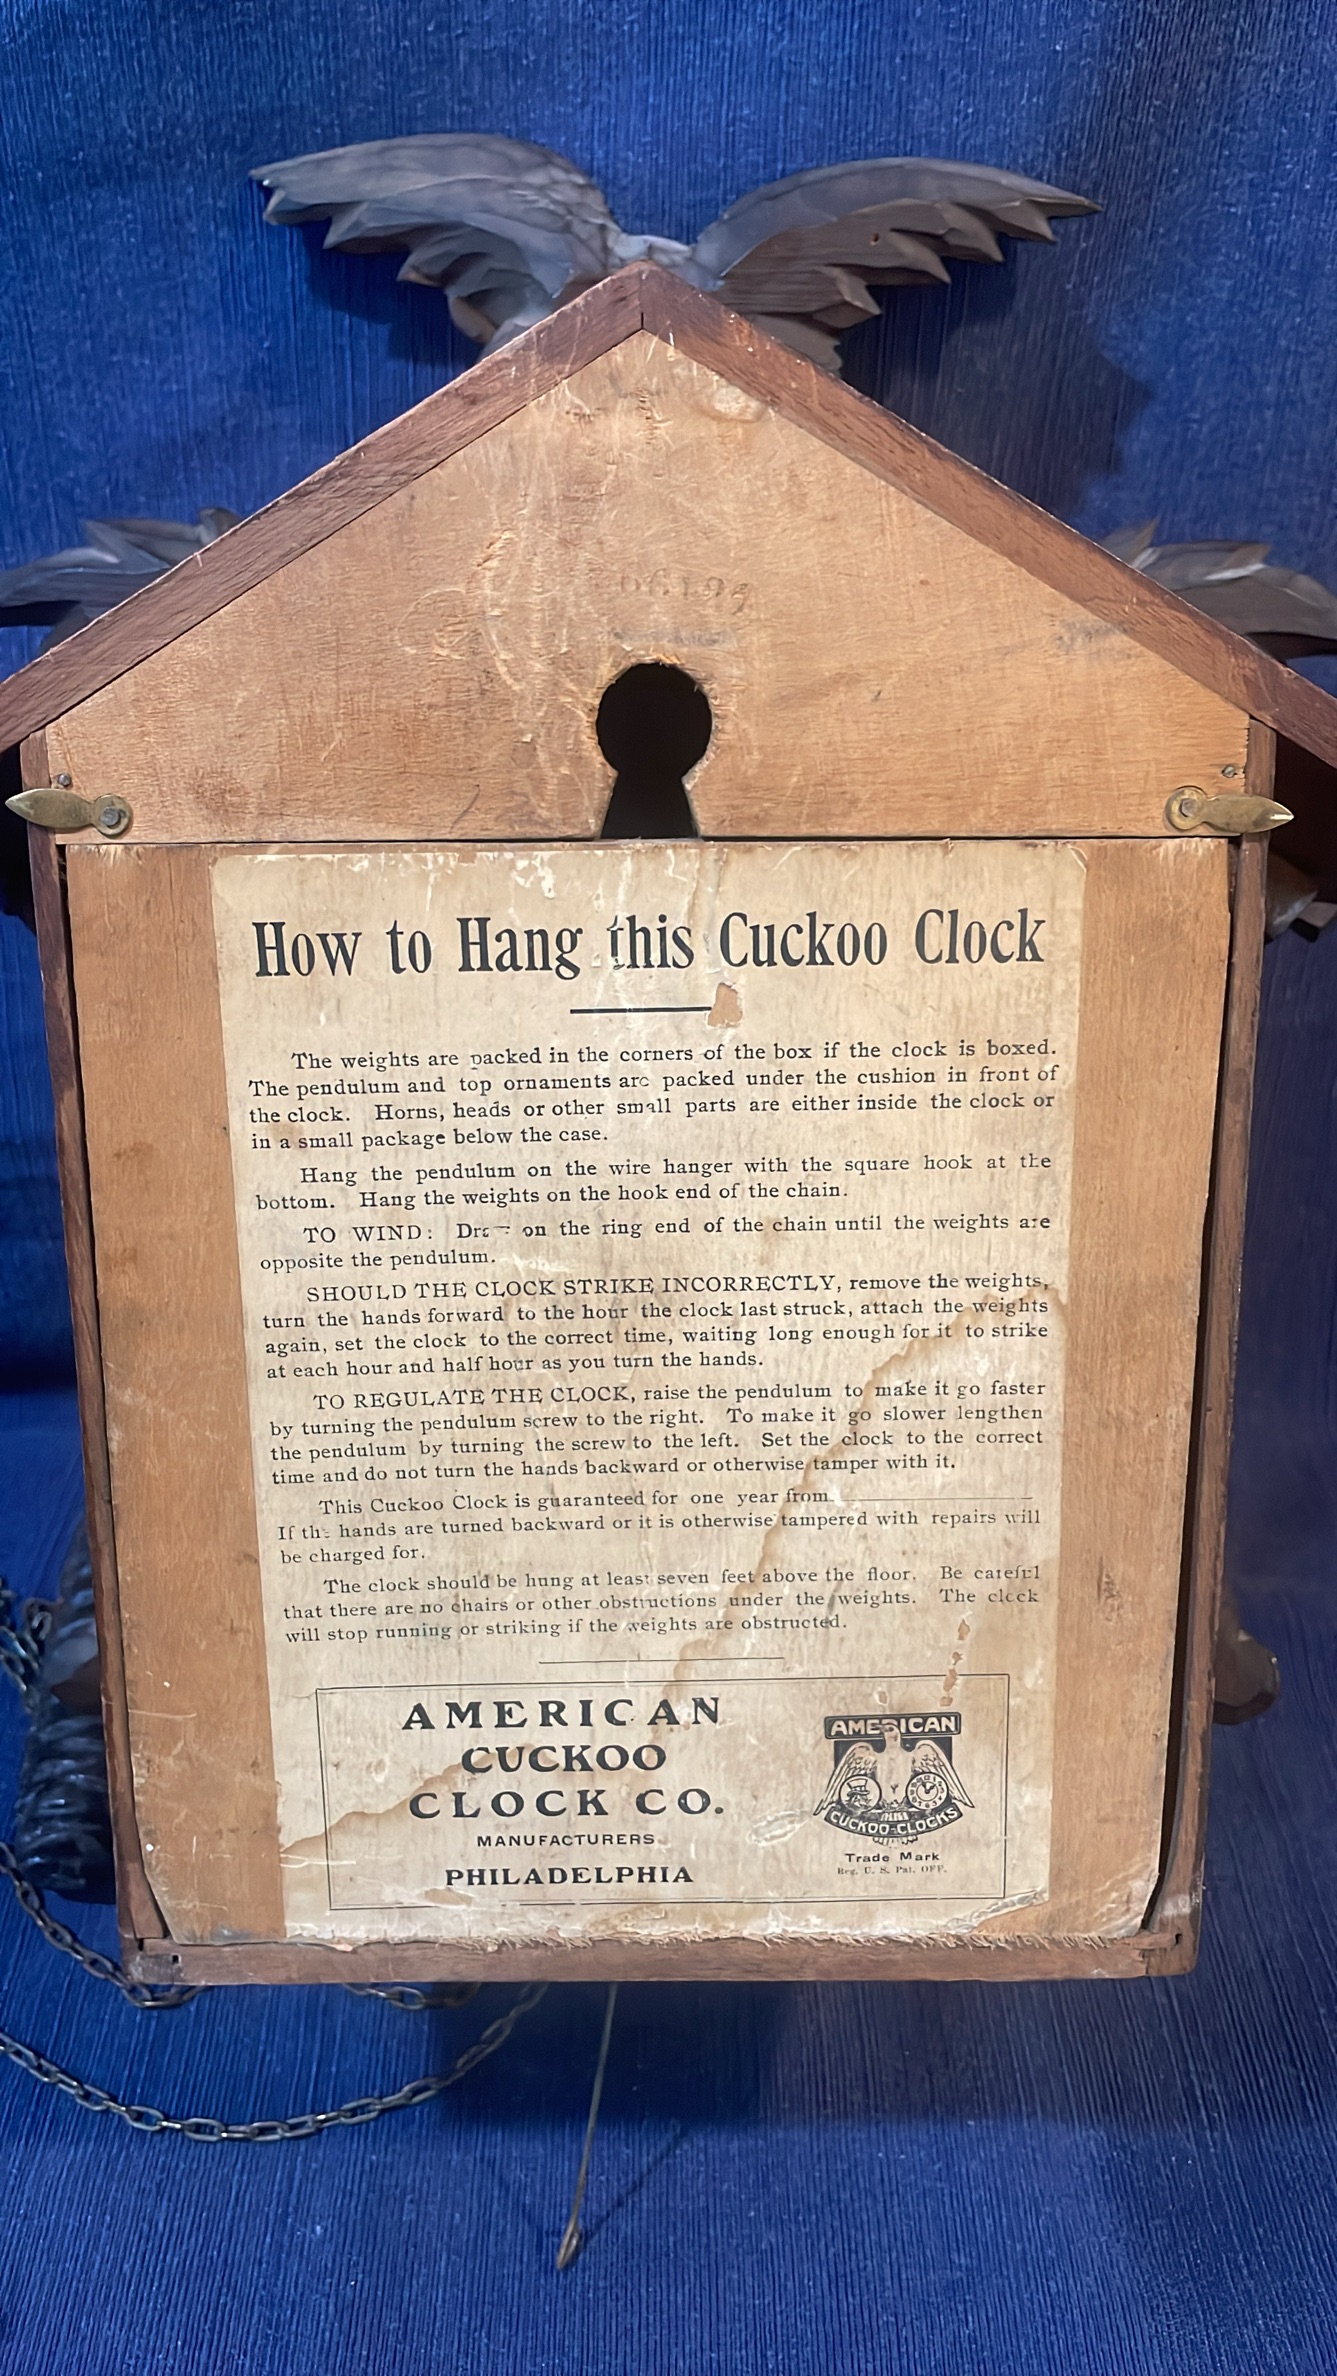 How to Hang this Cuckoo Clock
The weights are packed in the corners of the box if the clock is boxed.
The pendulum and top ornaments are packed under the cushion in front of
the clock. Horns, heads or other small parts are either inside the clock or
in a small package below the case.
Hang the pendulum on the wire hanger with the square hook at the
bottom. Hang the weights on the hook end of the chain.
TO WIND: on the ring end of the chain until the weights are
opposite the pendulum.
SHOULD THE CLOCK STRIKE INCORRECTLY, remove the weights,
turn the hands forward to the hour the clock last struck, attach the weights
again, set the clock to the correct time, waiting long enough for it to strike
at each hour and half hour as you turn the hands.
TO REGULATE THE CLOCK, raise the pendulum to make it go faster
by turning the pendulum screw to the right. To make it go slower lengthen
the pendulum by turning the screw to the left. Set the clock to the correct
time and do not turn the hands backward or otherwise tamper with it.
This Cuckoo Clock is guaranteed for one year from
If the hands are turned backward or it is otherwise tampered with repairs will
be charged for.
The clock should be hung at least seven feet above the floor. Be careful
that there are no chairs or other obstructions under the weights. The clock
will stop running or striking if the weights are obstructed.
AMERICAN
CUCKOO
CLOCK CO.
MANUFACTURERS
PHILADELPHIA
AMERICAN
CUCKOO-CLOCKS
Trade Mark
Reg. U. S. Pat. OFF.